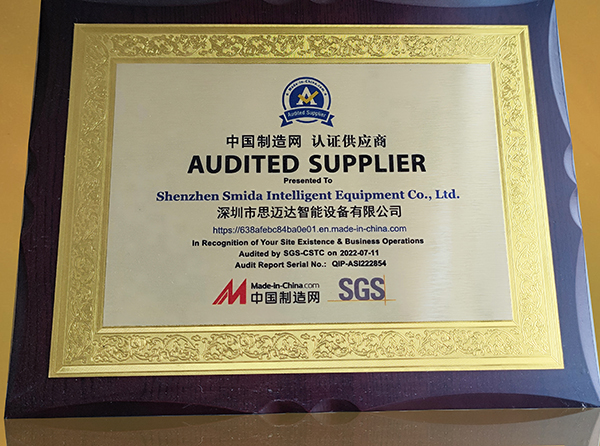 Made-in-China.com
Audited Supplier
中国制造网 认证供应商
AUDITED SUPPLIER
Presented To
Shenzhen Smida Intelligent Equipment Co., Ltd.
深圳市思迈达智能设备有限公司
https://638afebc84ba0e01.en.made-in-china.com
In Recognition of Your Site Existence & Business Operations
Audited by SGS-CSTC on 2022-07-11
Audit Report Serial No.: QIP-ASI222854
Made-in-China.com
中国制造网
SGS